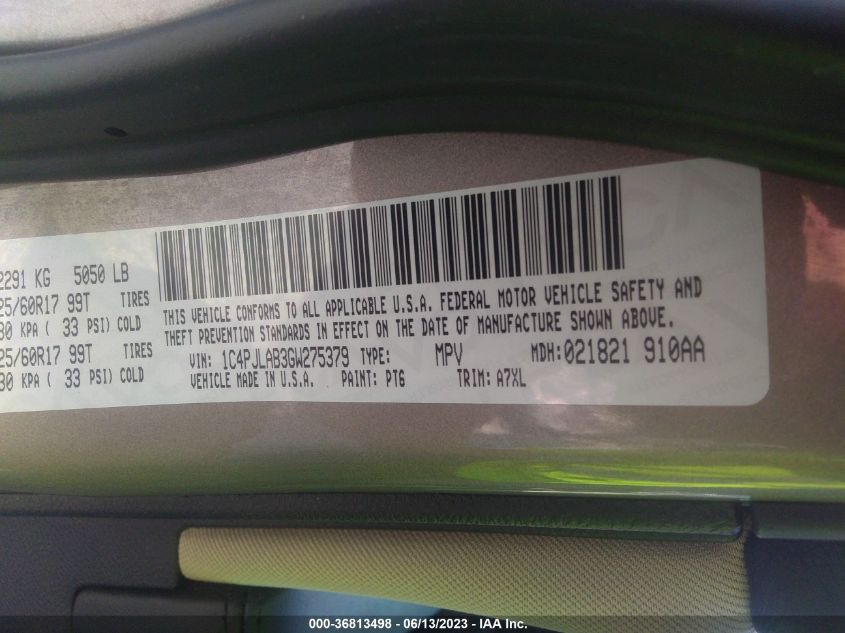 2291 KG 5050 LB
25/60R17 99T TIRES
30 KPA ( 33 PSI) COLD
25/60R17 99T TIRES
30 KPA ( 33 PSI) COLD
THIS VEHICLE CONFORMS TO ALL APPLICABLE U.S.A. FEDERAL MOTOR VEHICLE SAFETY AND
THEFT PREVENTION STANDARDS IN EFFECT ON THE DATE OF MANUFACTURE SHOWN ABOVE.
VIN: 1C4PJLAB3GW275379 TYPE: MPV MDH:021821 910AA
VEHICLE MADE IN U.S.A. PAINT: PT6 TRIM: A7XL
000-36813498 - 06/13/2023 - IAA Inc.